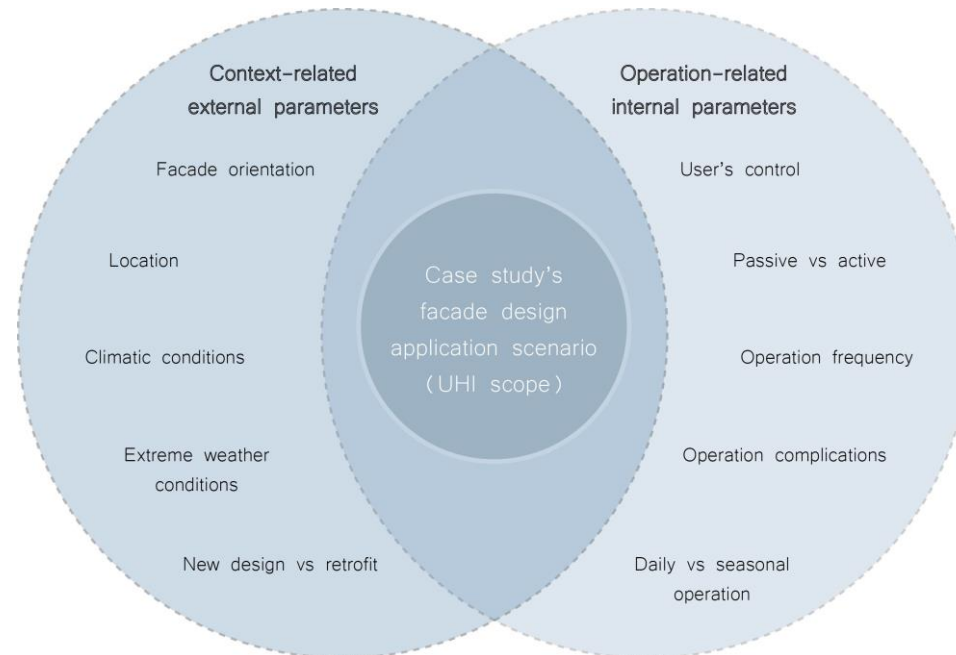 Context-related
external parameters
Facade orientation
Location
Climatic conditions
Extreme weather
conditions
New design vs retrofit
Case study's
facade design
application scenario
(UHI scope)
Operation-related
internal parameters
User's control
Passive vs active
Operation frequency
Operation complications
Daily vs seasonal
operation